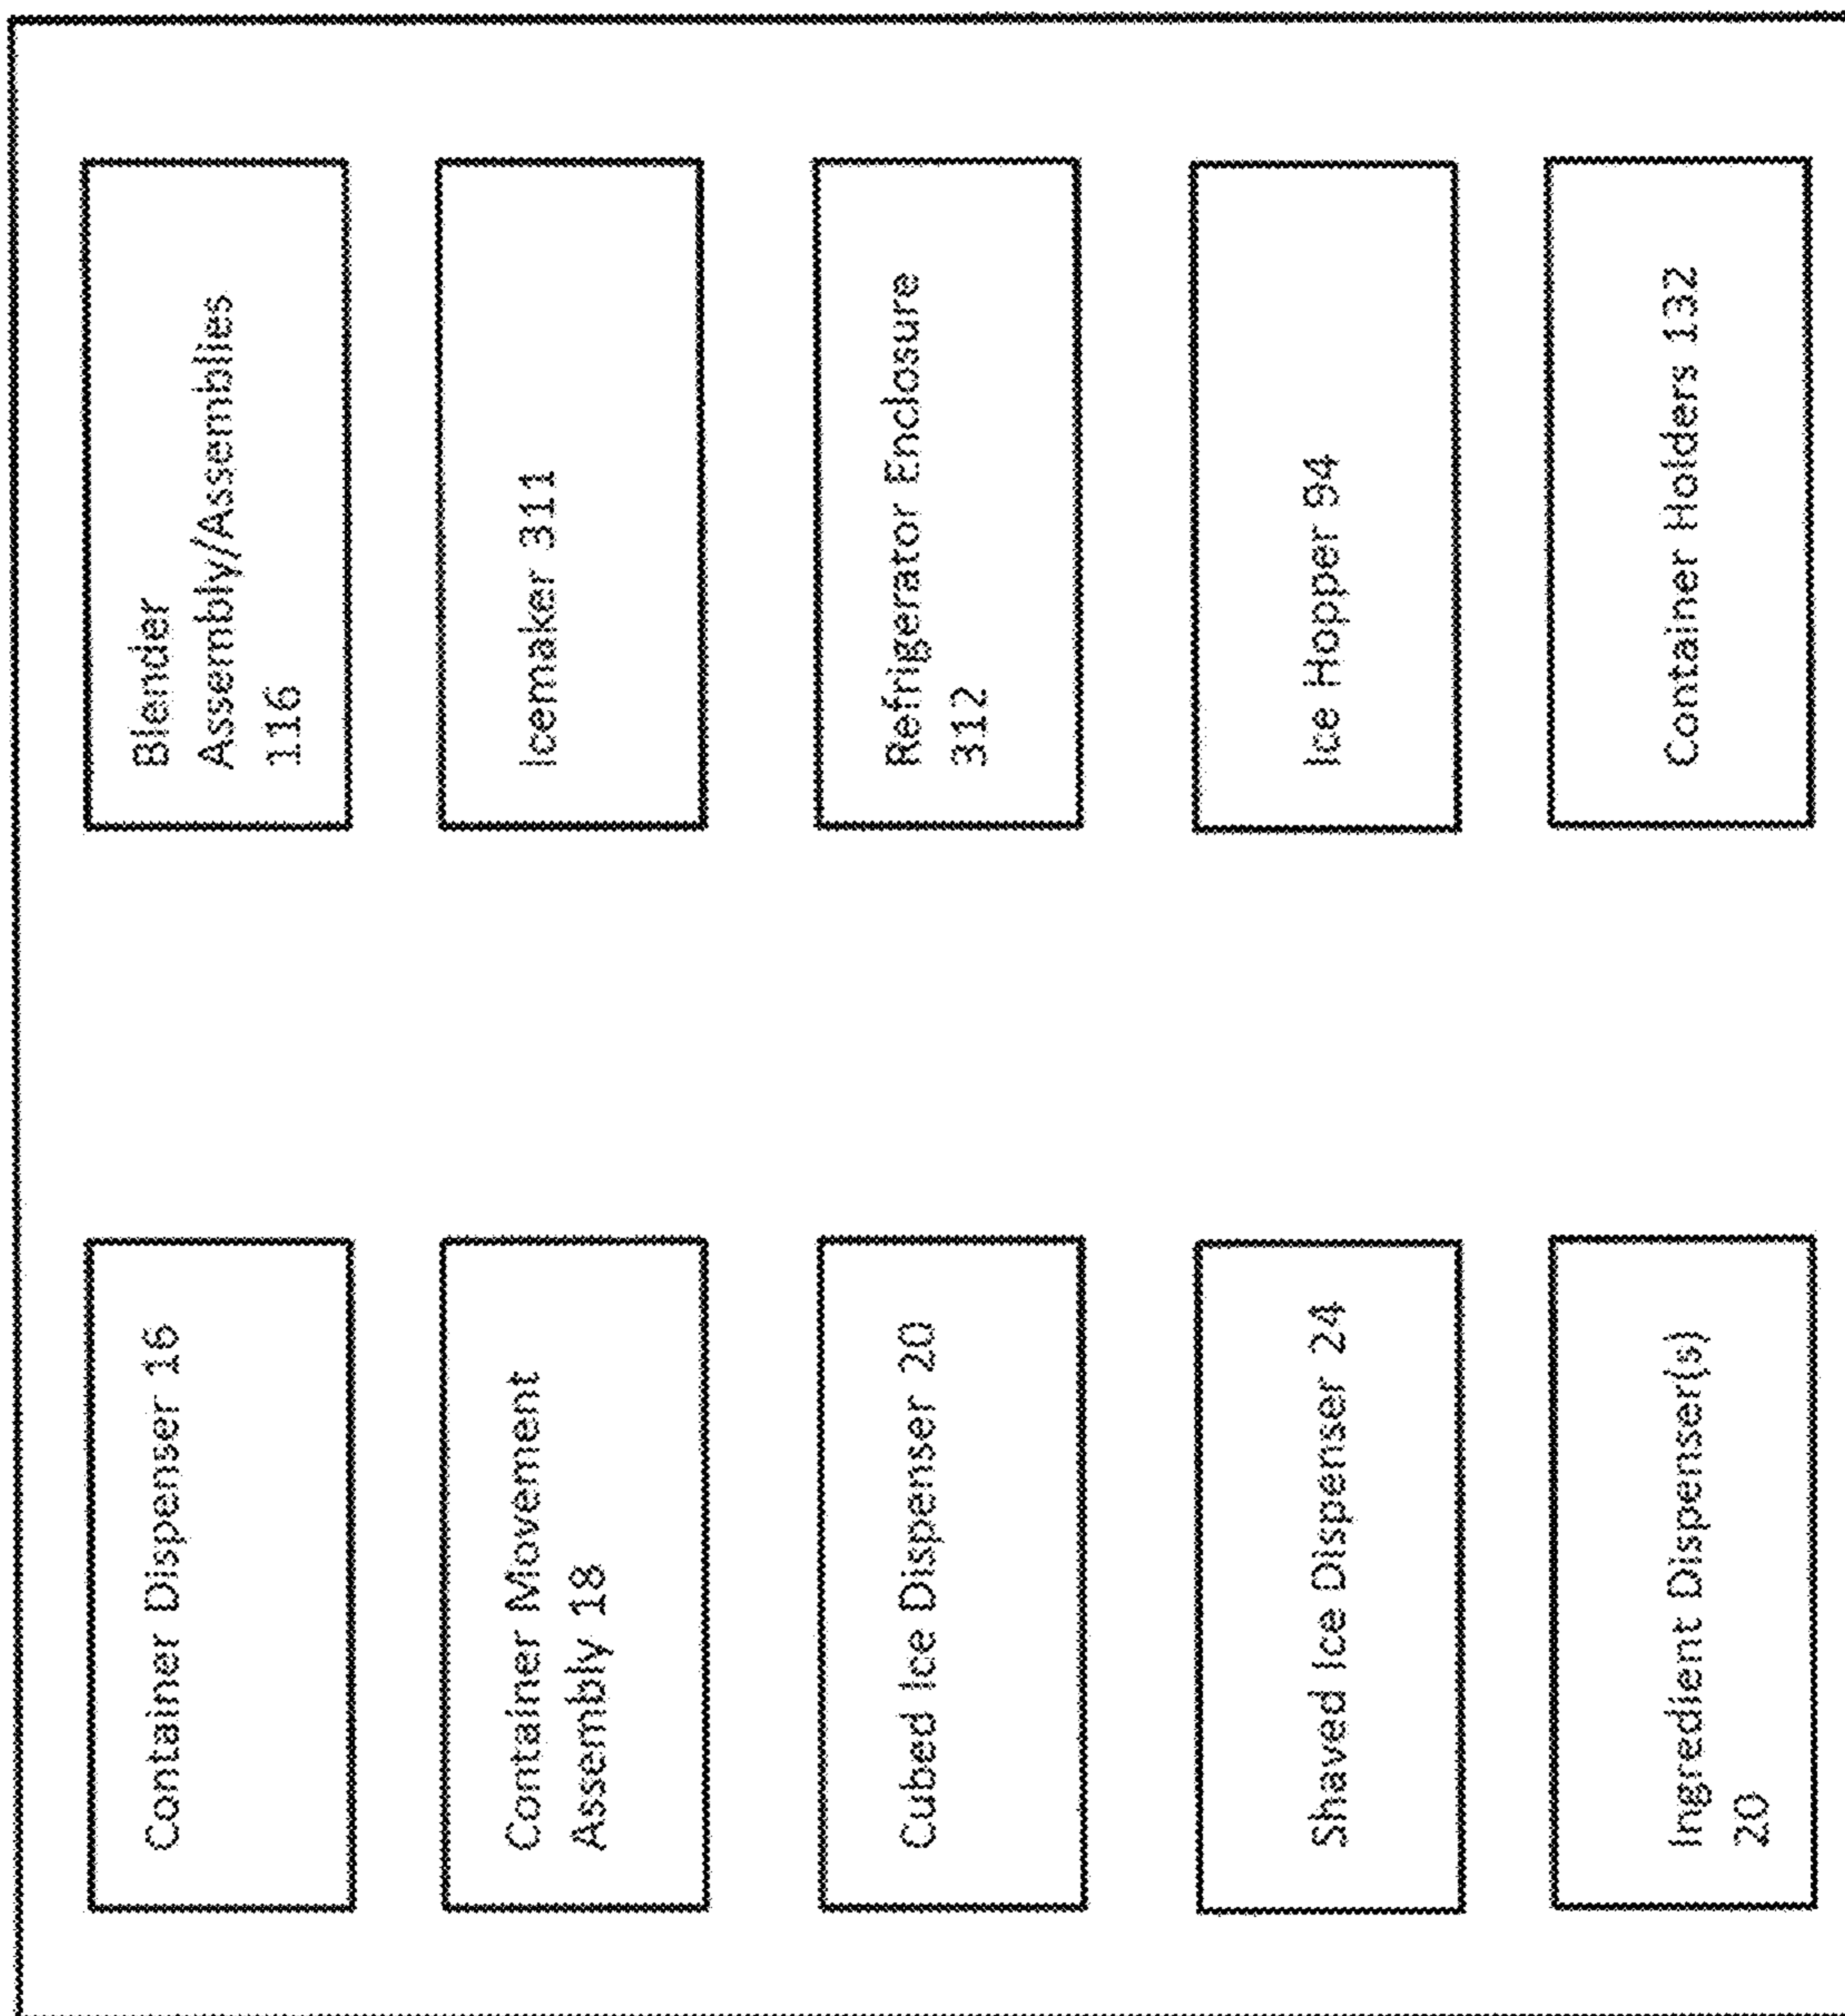 Container Dispenser 16
Container Movement
Assembly 18
Cubed Ice Dispenser 20
Shaved Ice Dispenser 24
Ingredient Dispenser(s)
20
Blender
Assembly/Assemblies
116
Icemaker 311
Refrigerator Enclosure
312
Ice Hopper 94
Container Holders 132